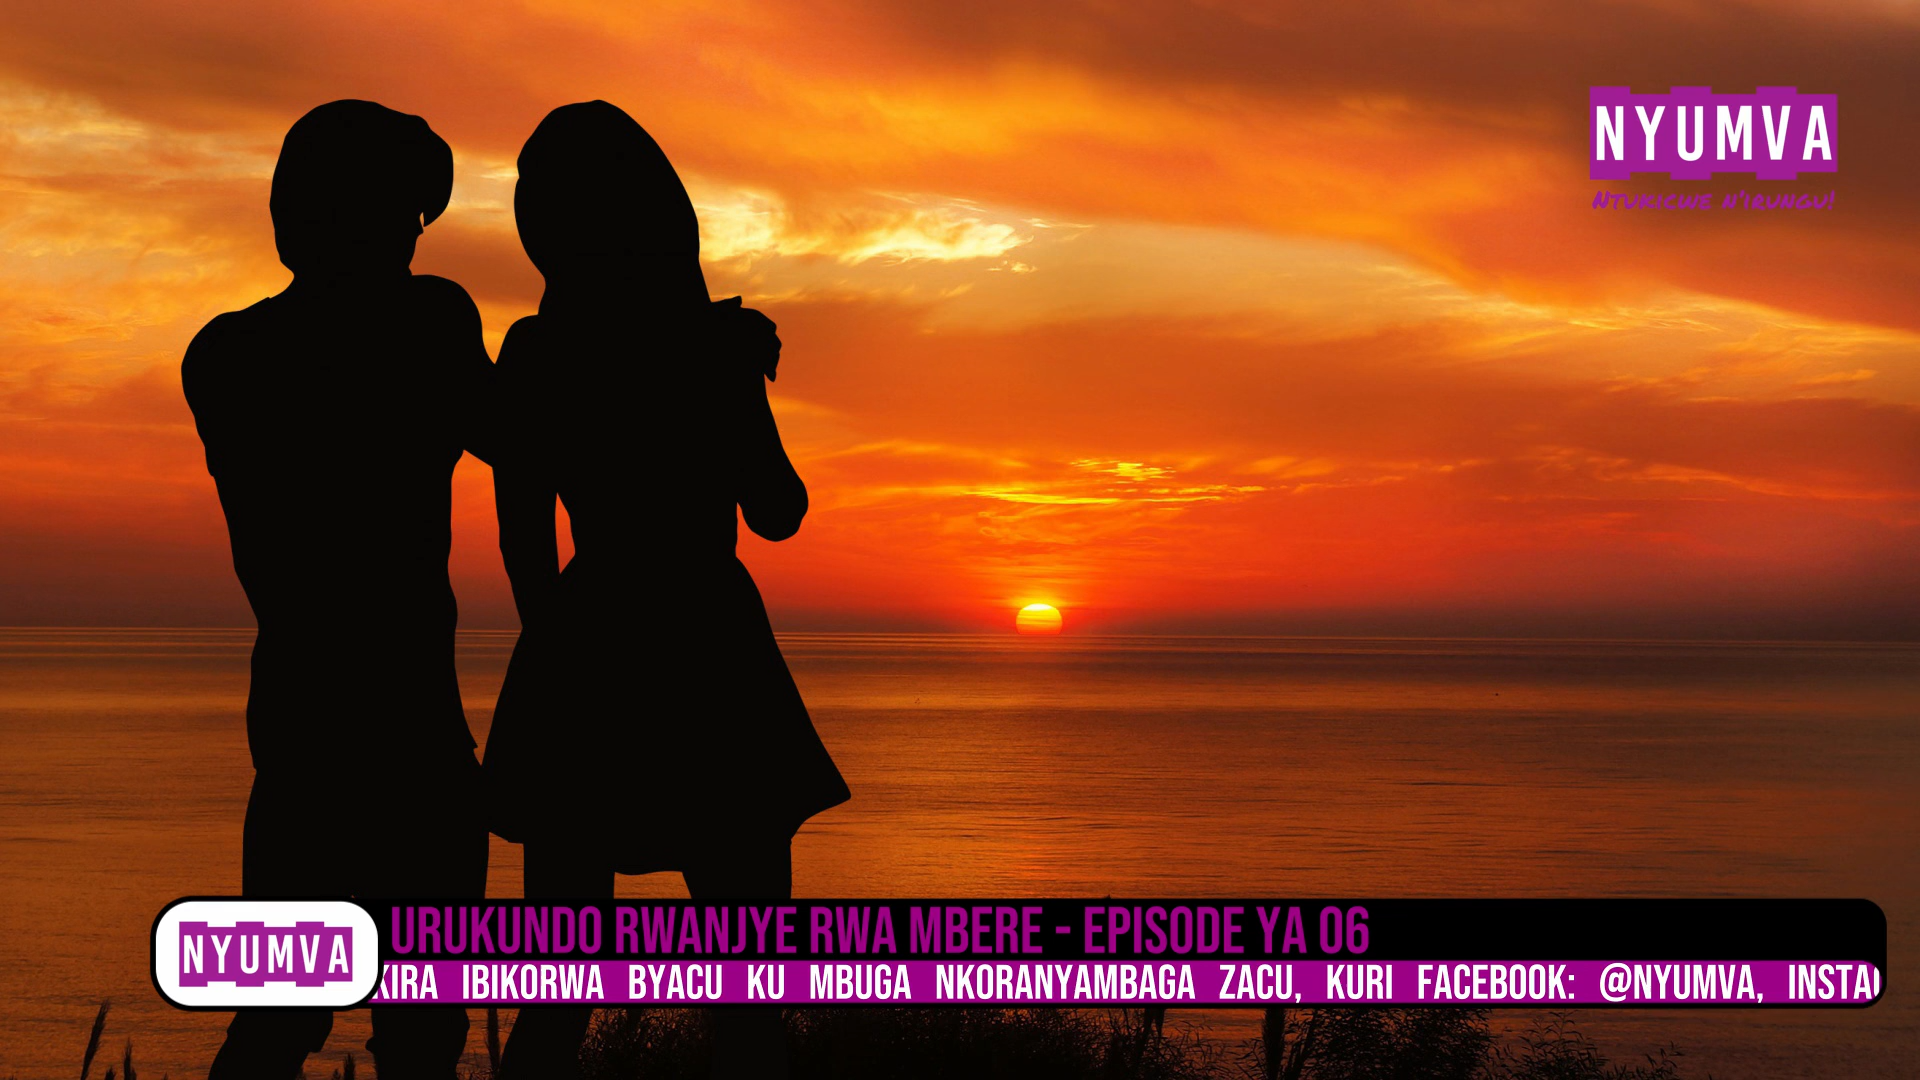 NYUMVA
NTUKICWE N'IRUNGU!
NYUMVA
URUKUNDO RWANJYE RWA MBERE - EPISODE YA 06
IBIKORWA BYACU KU MBUGA NKORANYAMBAGA ZACU, KURI FACEBOOK: @NYUMVA,